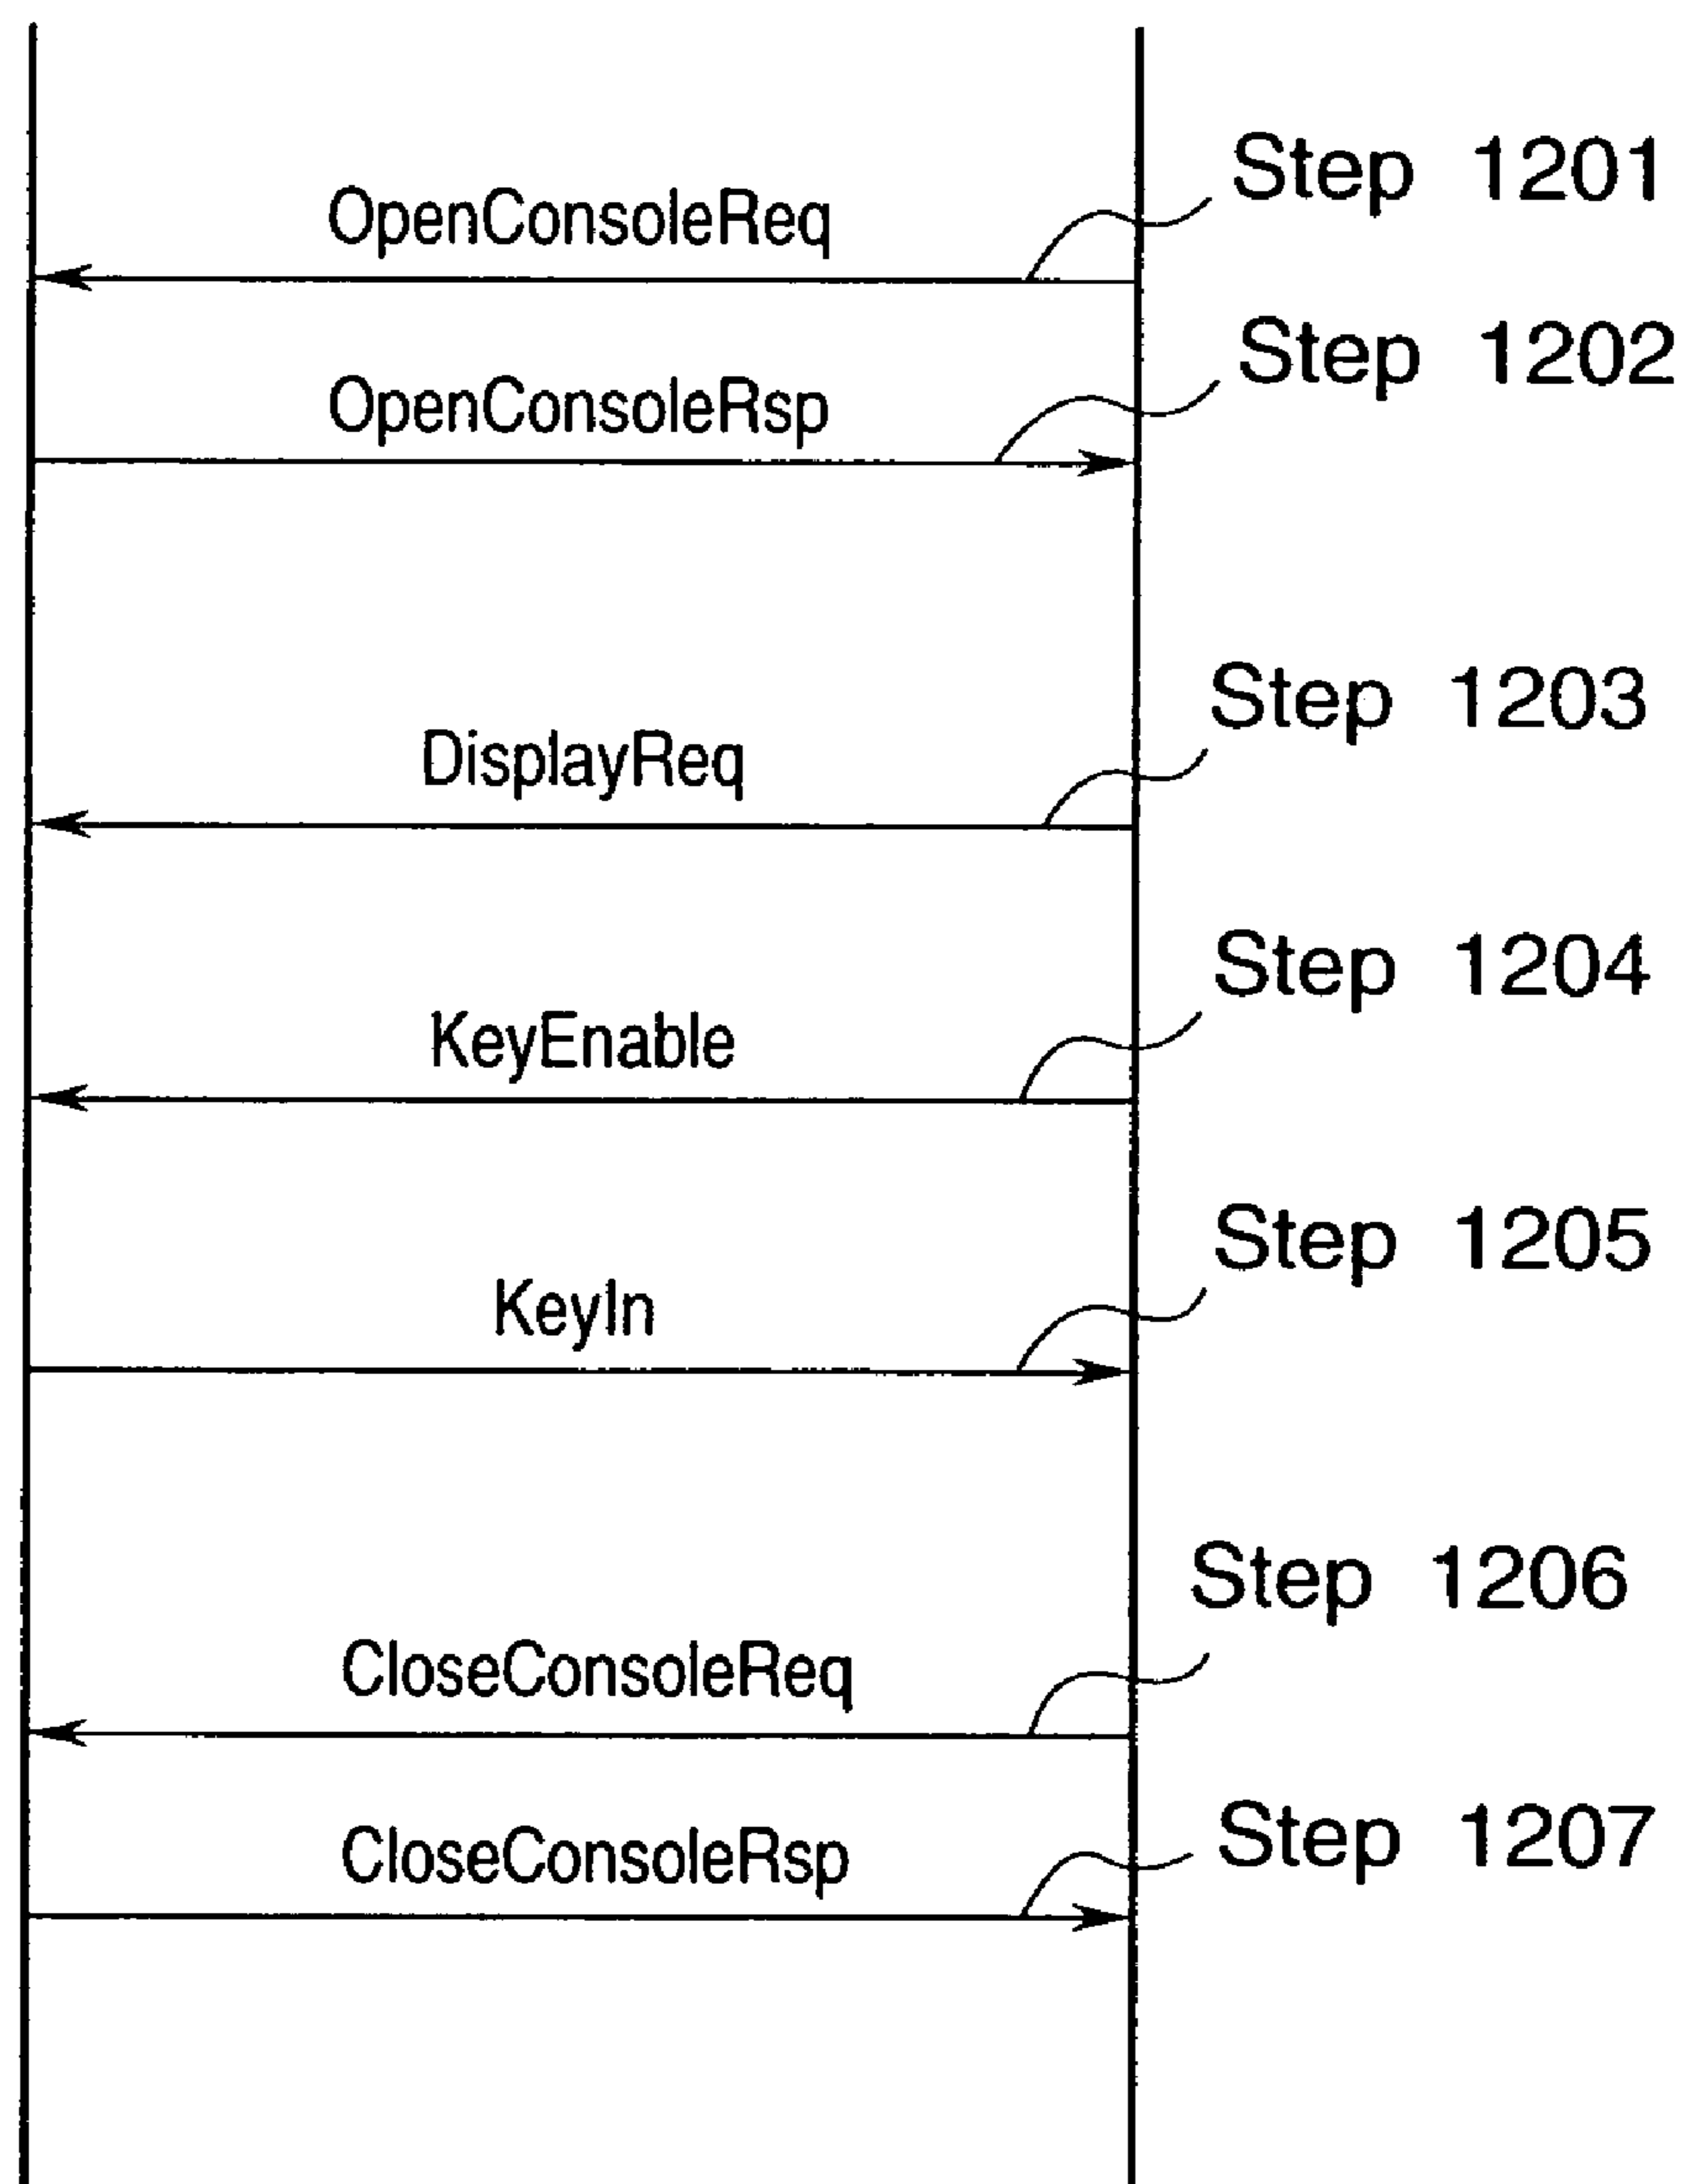 Step 1201
OpenConsoleReq
Step 1202
OpenConsoleRsp
Step 1203
DisplayReq
Step 1204
KeyEnable
Step 1205
KeyIn
Step 1206
CloseConsoleReq
Step 1207
CloseConsoleRsp